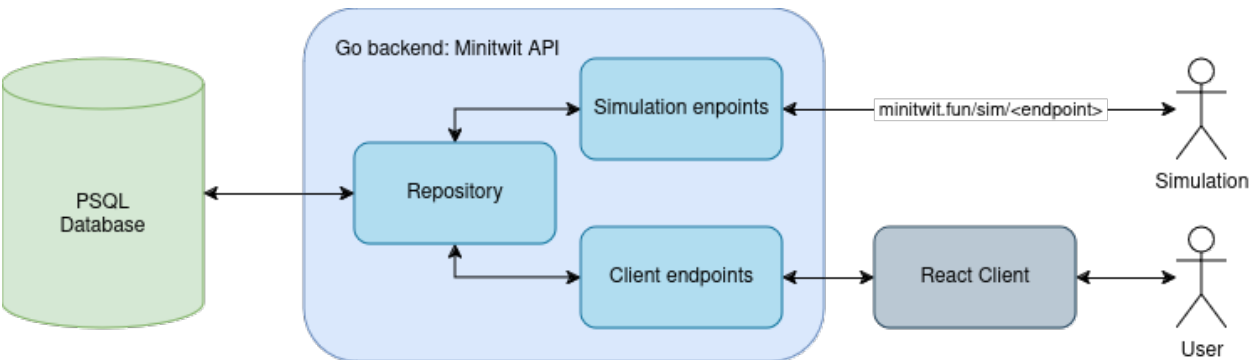 Go backend: Minitwit API
Simulation enpoints
minitwit.fun/sim/<endpoint>
Simulation
Repository
PSQL
Database
Client endpoints
React Client
User